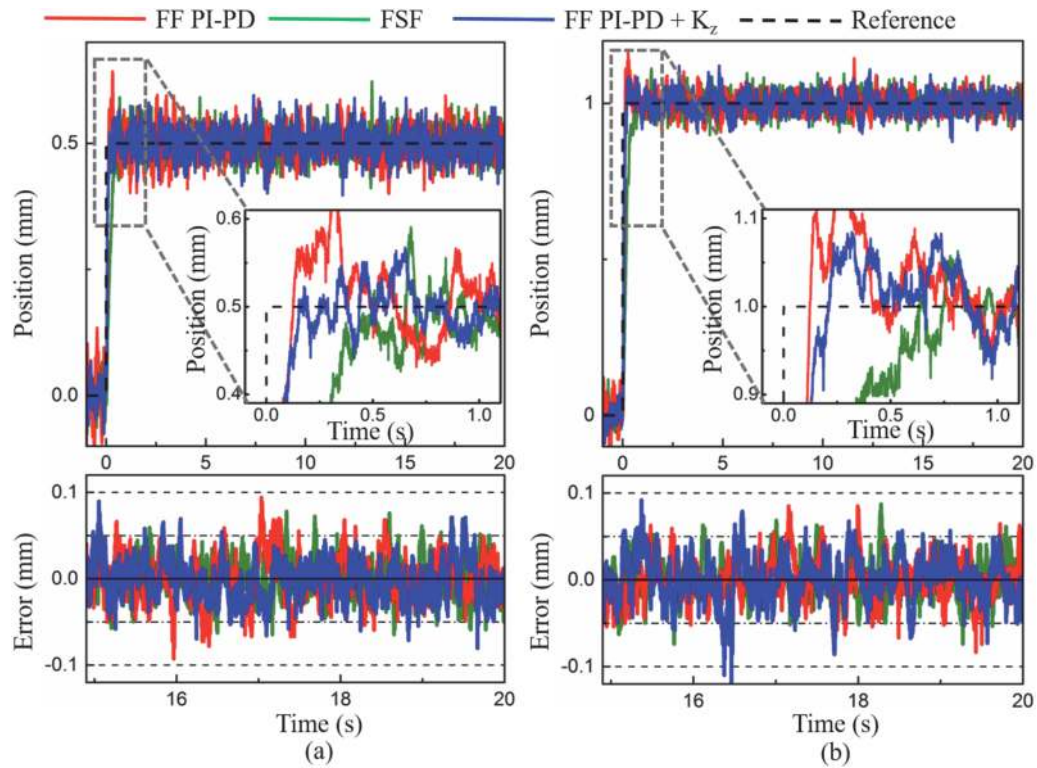 FF PI-PD FSF FF PI-PD + Kz Reference
Position (mm)
0.5
0.0
0 5 10 15 20
Position (mm)
0.6
0.5
0.4
0.0 0.5 1.0
Time (s)
Position (mm)
1
0
0 5 10 15 20
Position (mm)
1.1
1.0
0.9
0.0 0.5 1.0
Time (s)
Error (mm)
0.1
0.0
-0.1
16 18 20
Time (s)
(a)
Error (mm)
0.1
0.0
-0.1
16 18 20
Time (s)
(b)